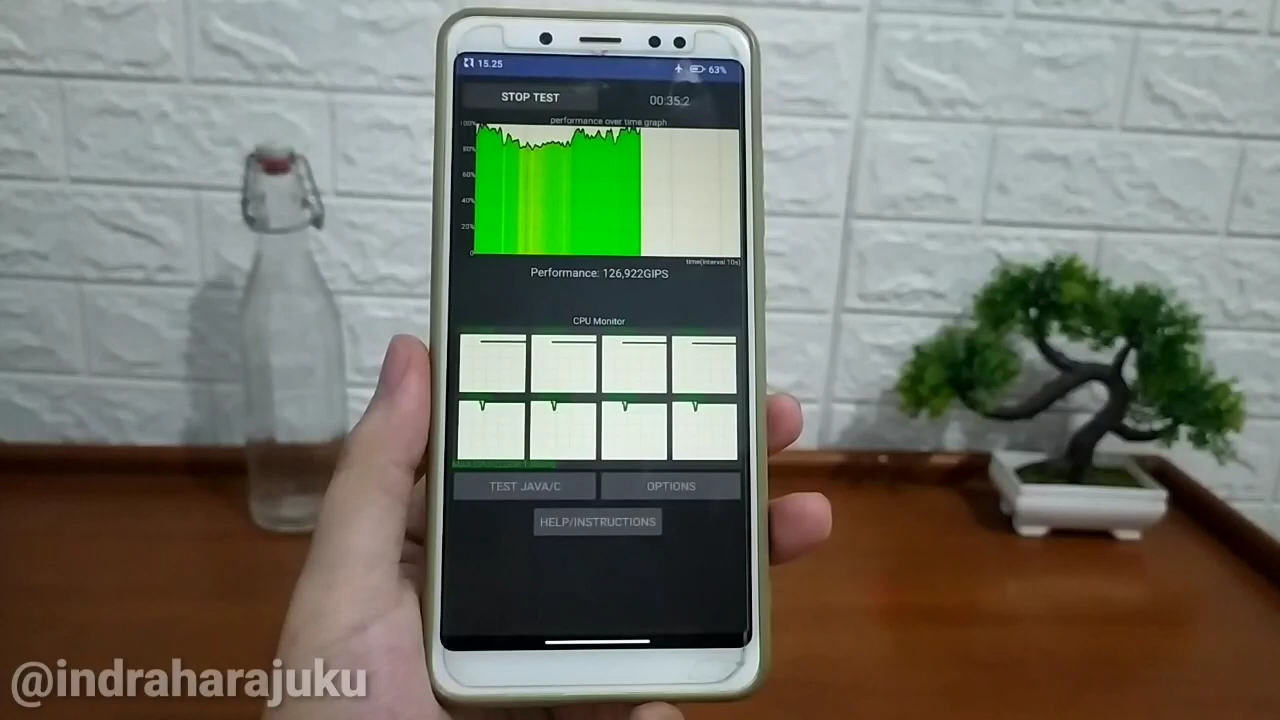 15.25
63%
STOP TEST
00:35:2
performance over time graph
100%
80%
60%
40%
20%
0
time(interval 10s)
Performance: 126,922GIPS
CPU Monitor
TEST JAVA/C
OPTIONS
HELP/INSTRUCTIONS
@indraharajuku